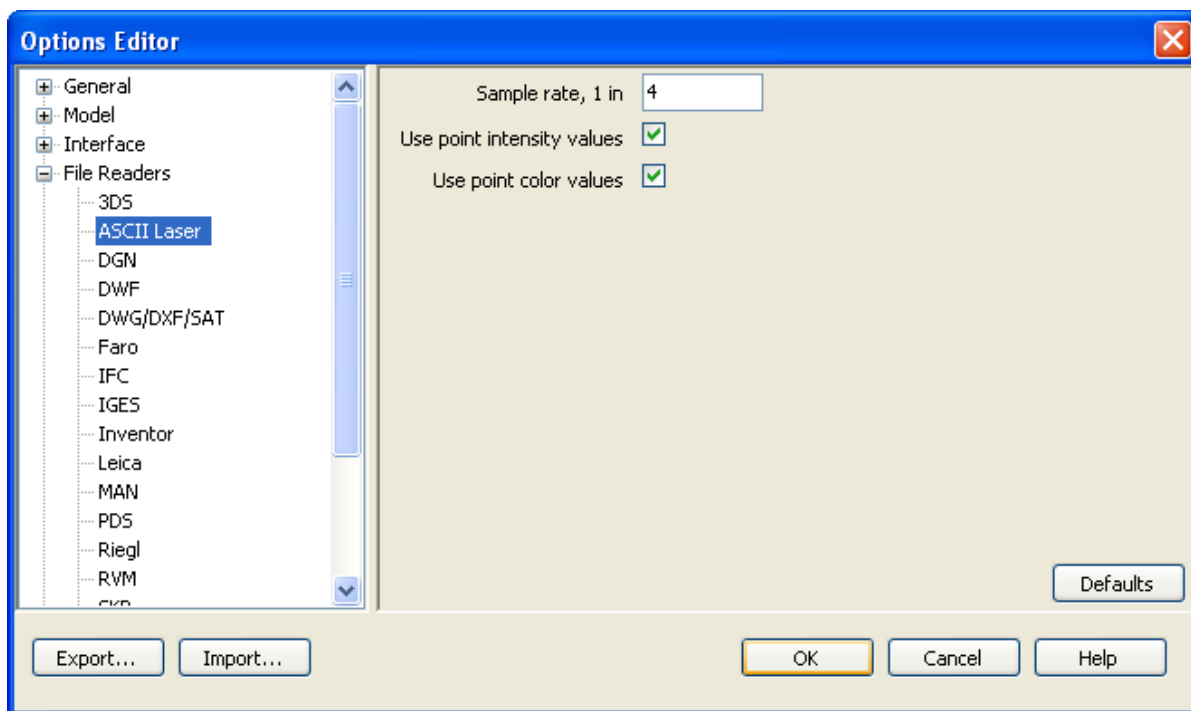 Options Editor
General
Model
Interface
File Readers
3DS
ASCII Laser
DGN
DWF
DWG/DXF/SAT
Faro
IFC
IGES
Inventor
Leica
MAN
PDS
Riegl
RVM
Sample rate, 1 in 4
Use point intensity values
Use point color values
Defaults
Export... Import... OK Cancel Help